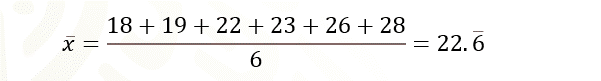 x̄ = (18 + 19 + 22 + 23 + 26 + 28) / 6 = 22.6̄